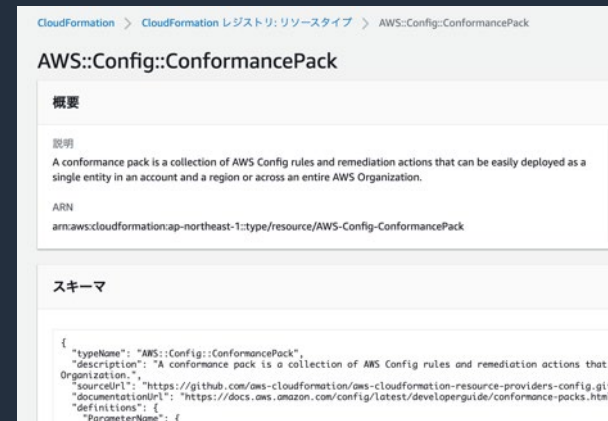 CloudFormation > CloudFormation レジストリ: リソースタイプ > AWS::Config::ConformancePack
AWS::Config::ConformancePack
概要
説明
A conformance pack is a collection of AWS Config rules and remediation actions that can be easily deployed as a
single entity in an account and a region or across an entire AWS Organization.
ARN
arn:aws:cloudformation:ap-northeast-1::type/resource/AWS-Config-ConformancePack
スキーマ
{
"typeName": "AWS::Config::ConformancePack",
"description": "A conformance pack is a collection of AWS Config rules and remediation actions that
Organization.",
"sourceUrl": "https://github.com/aws-cloudformation/aws-cloudformation-resource-providers-config.gi
"documentationUrl": "https://docs.aws.amazon.com/config/latest/developerguide/conformance-packs.htm
"definitions": {
"ParameterName": {